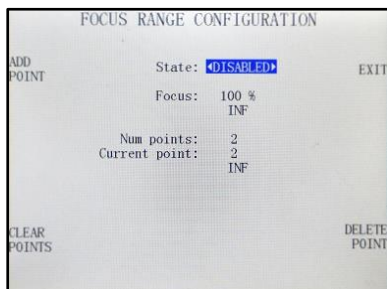 FOCUS RANGE CONFIGURATION
ADD
POINT
State: ◂DISABLED▸
EXIT
Focus: 100 %
INF
Num points: 2
Current point: 2
INF
CLEAR
POINTS
DELETE
POINT